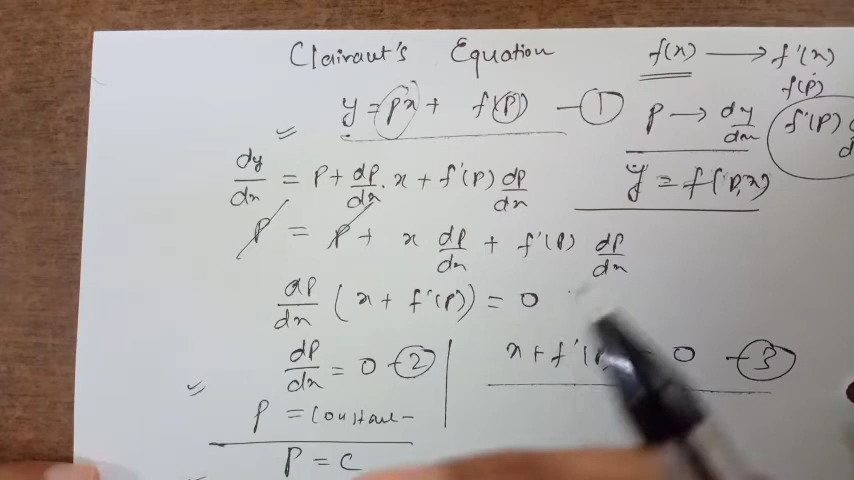 Clairaut's Equation
f(x) → f'(x)
f(p)
y = px + f(p) — ①
p → dy/dx
f'(p) d
dy/dx = p + dp/dx . x + f'(p) dp/dx
y = f(p,x)
p = p + x dp/dx + f'(p) dp/dx
dp/dx (x + f'(p)) = 0
dp/dx = 0 — ②
x + f'(p = 0 — ③
p = constant
p = c